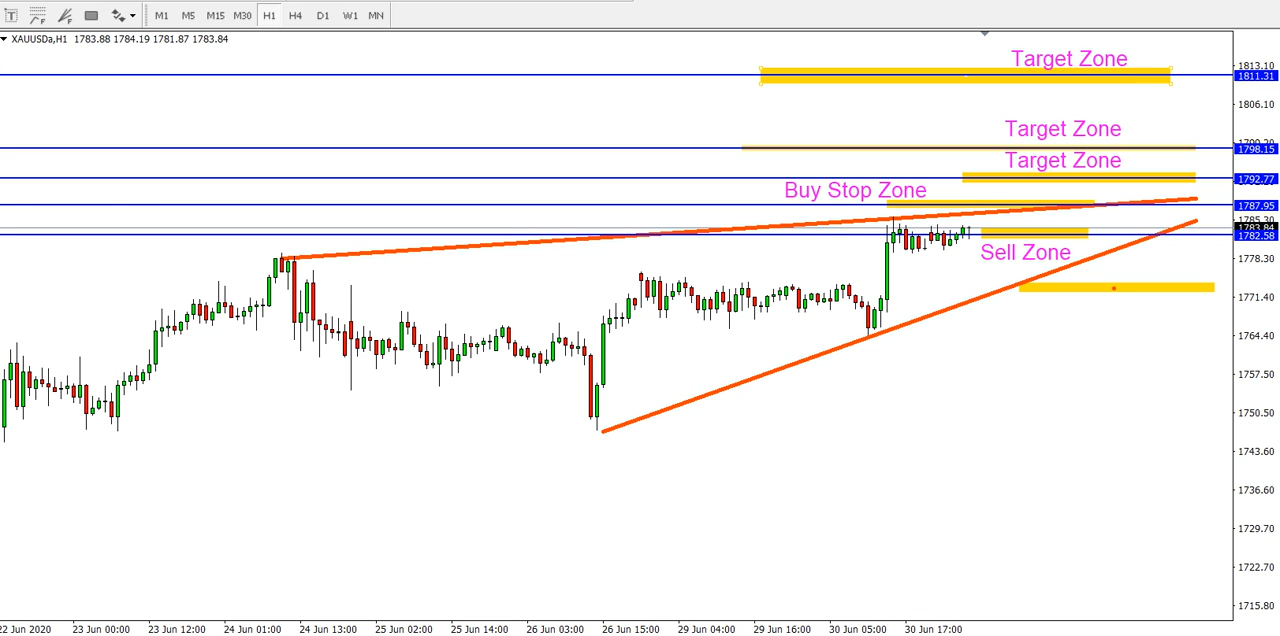 T F F M1 M5 M15 M30 H1 H4 D1 W1 MN
XAUUSDa,H1 1783.88 1784.19 1781.87 1783.84
Target Zone
1813.10
1811.31
1806.10
Target Zone
1798.15
Target Zone
1792.77
Buy Stop Zone
1787.95
1785.30
1783.84
1782.58
Sell Zone
1778.30
1771.40
1764.40
1757.50
1750.50
1743.60
1736.60
1729.70
1722.70
1715.80
22 Jun 2020 23 Jun 00:00 23 Jun 12:00 24 Jun 01:00 24 Jun 13:00 25 Jun 02:00 25 Jun 14:00 26 Jun 03:00 26 Jun 15:00 29 Jun 04:00 29 Jun 16:00 30 Jun 05:00 30 Jun 17:00